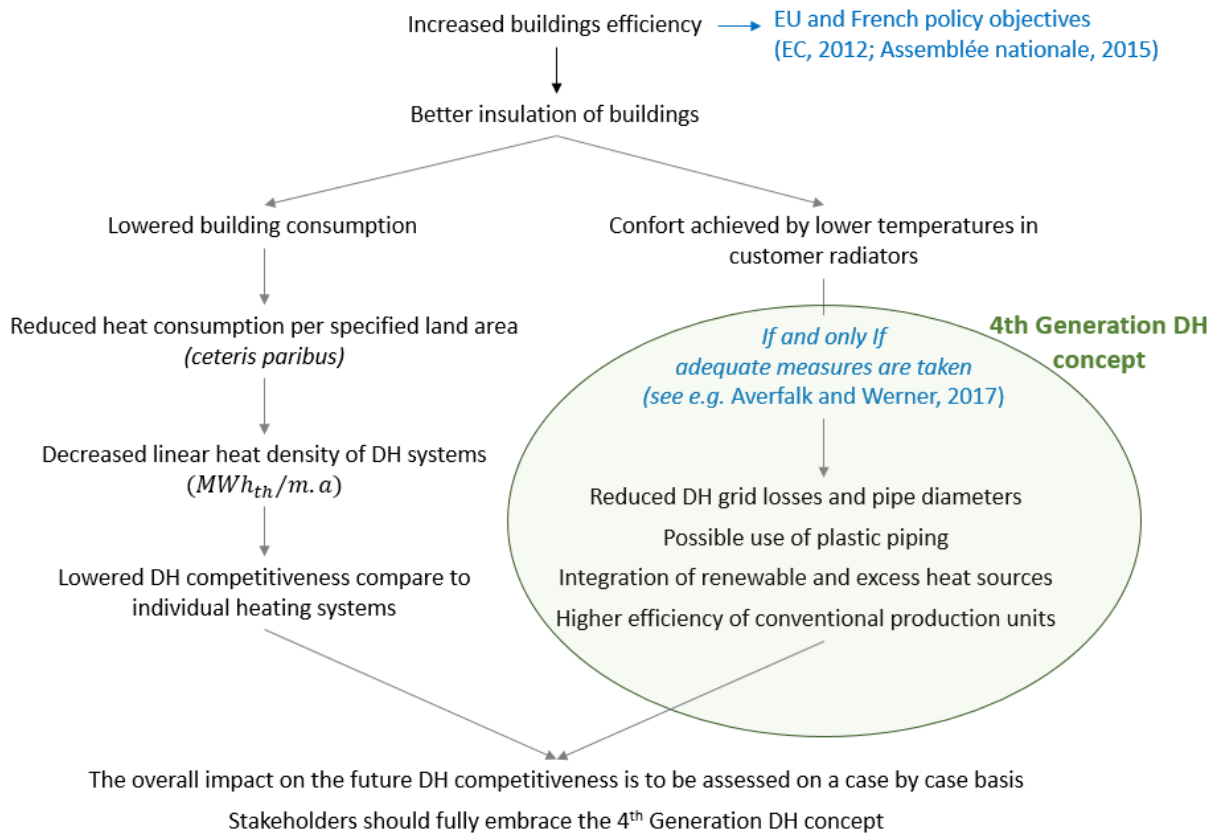 Increased buildings efficiency
EU and French policy objectives
(EC, 2012; Assemblée nationale, 2015)
Better insulation of buildings
Lowered building consumption
Confort achieved by lower temperatures in
customer radiators
Reduced heat consumption per specified land area
(ceteris paribus)
Decreased linear heat density of DH systems
(MWh_{th}/m.a)
Lowered DH competitiveness compare to
individual heating systems
4th Generation DH
concept
If and only If
adequate measures are taken
(see e.g. Averfalk and Werner, 2017)
Reduced DH grid losses and pipe diameters
Possible use of plastic piping
Integration of renewable and excess heat sources
Higher efficiency of conventional production units
The overall impact on the future DH competitiveness is to be assessed on a case by case basis
Stakeholders should fully embrace the 4th Generation DH concept